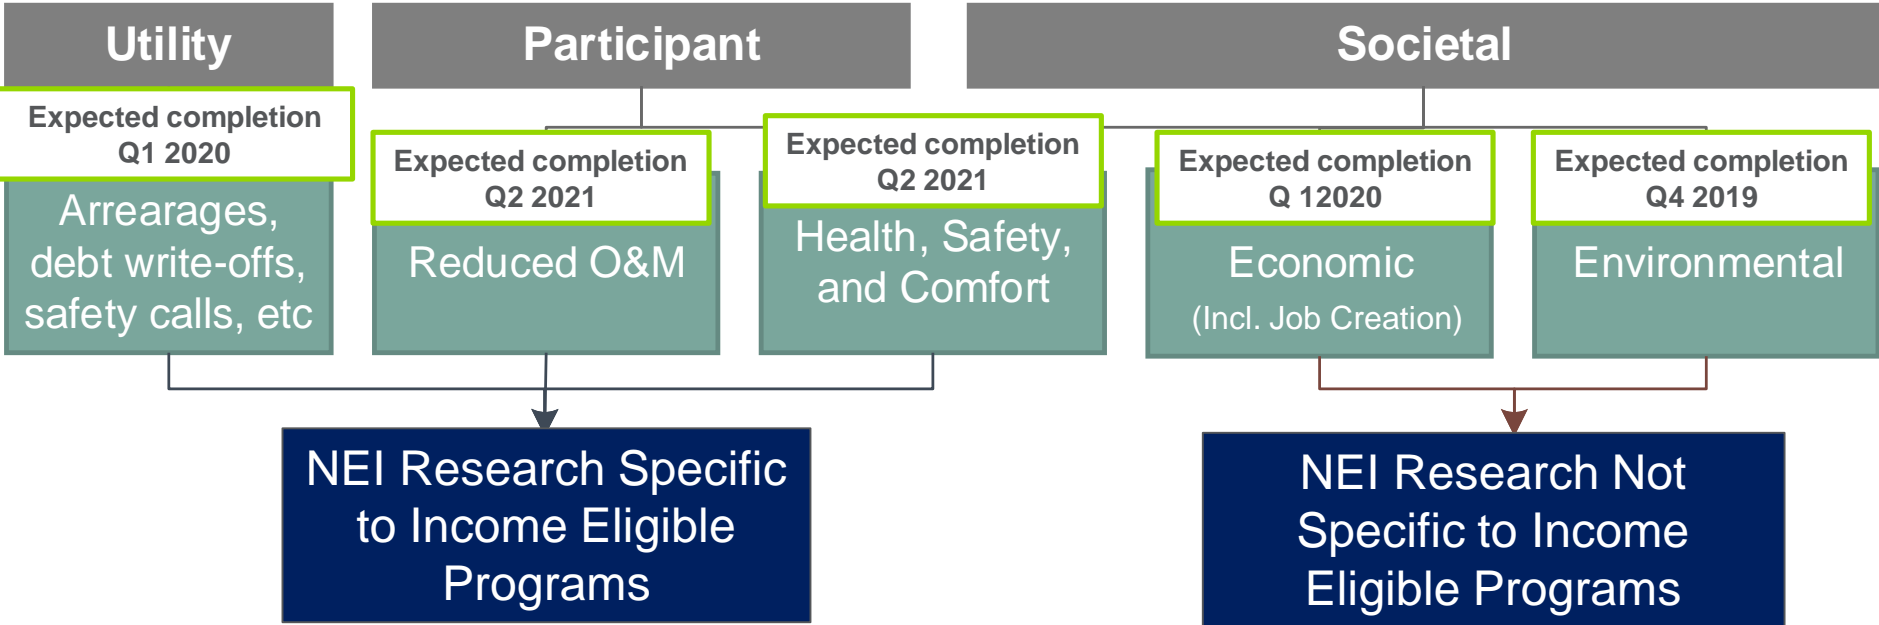 Utility
Participant
Societal
Expected completion
Q1 2020
Expected completion
Q2 2021
Expected completion
Q2 2021
Expected completion
Q 12020
Expected completion
Q4 2019
Arrearages,
debt write-offs,
safety calls, etc
Reduced O&M
Health, Safety,
and Comfort
Economic
(Incl. Job Creation)
Environmental
NEI Research Specific
to Income Eligible
Programs
NEI Research Not
Specific to Income
Eligible Programs